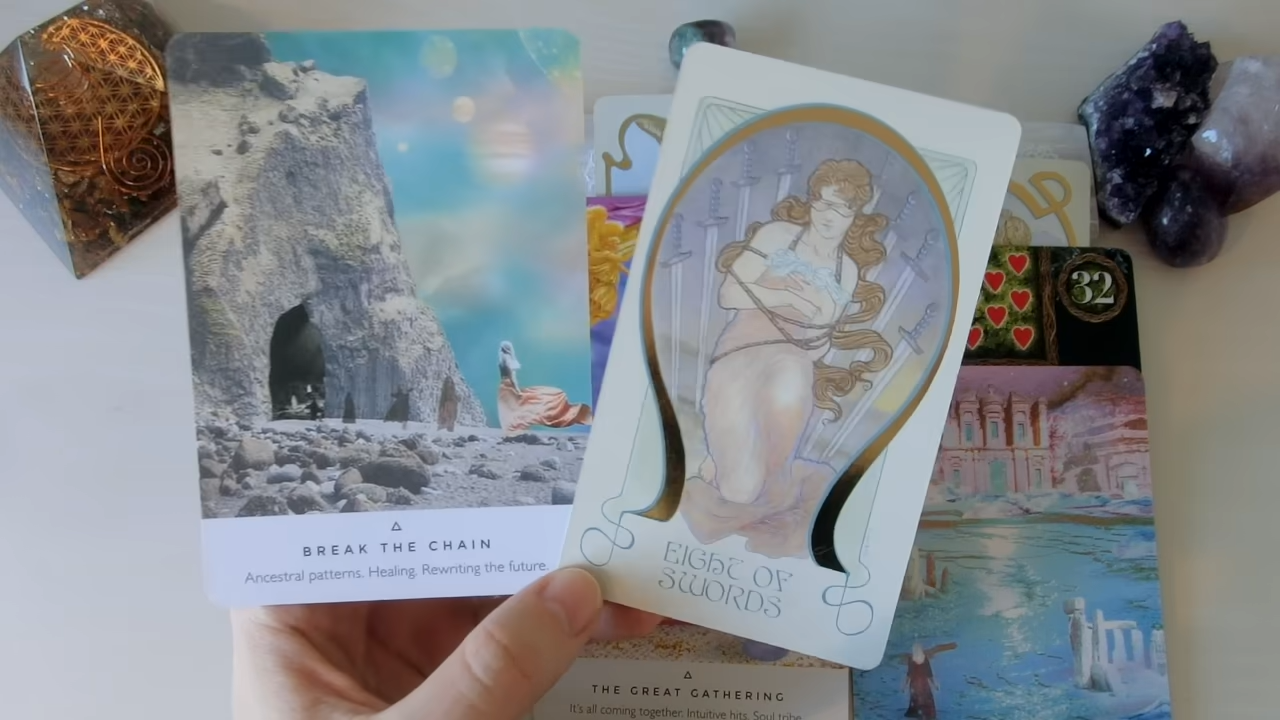 BREAK THE CHAIN
Ancestral patterns. Healing. Rewriting the future.
EIGHT OF
SWORDS
32
THE GREAT GATHERING
It's all coming together. Intuitive hits. Soul tribe.